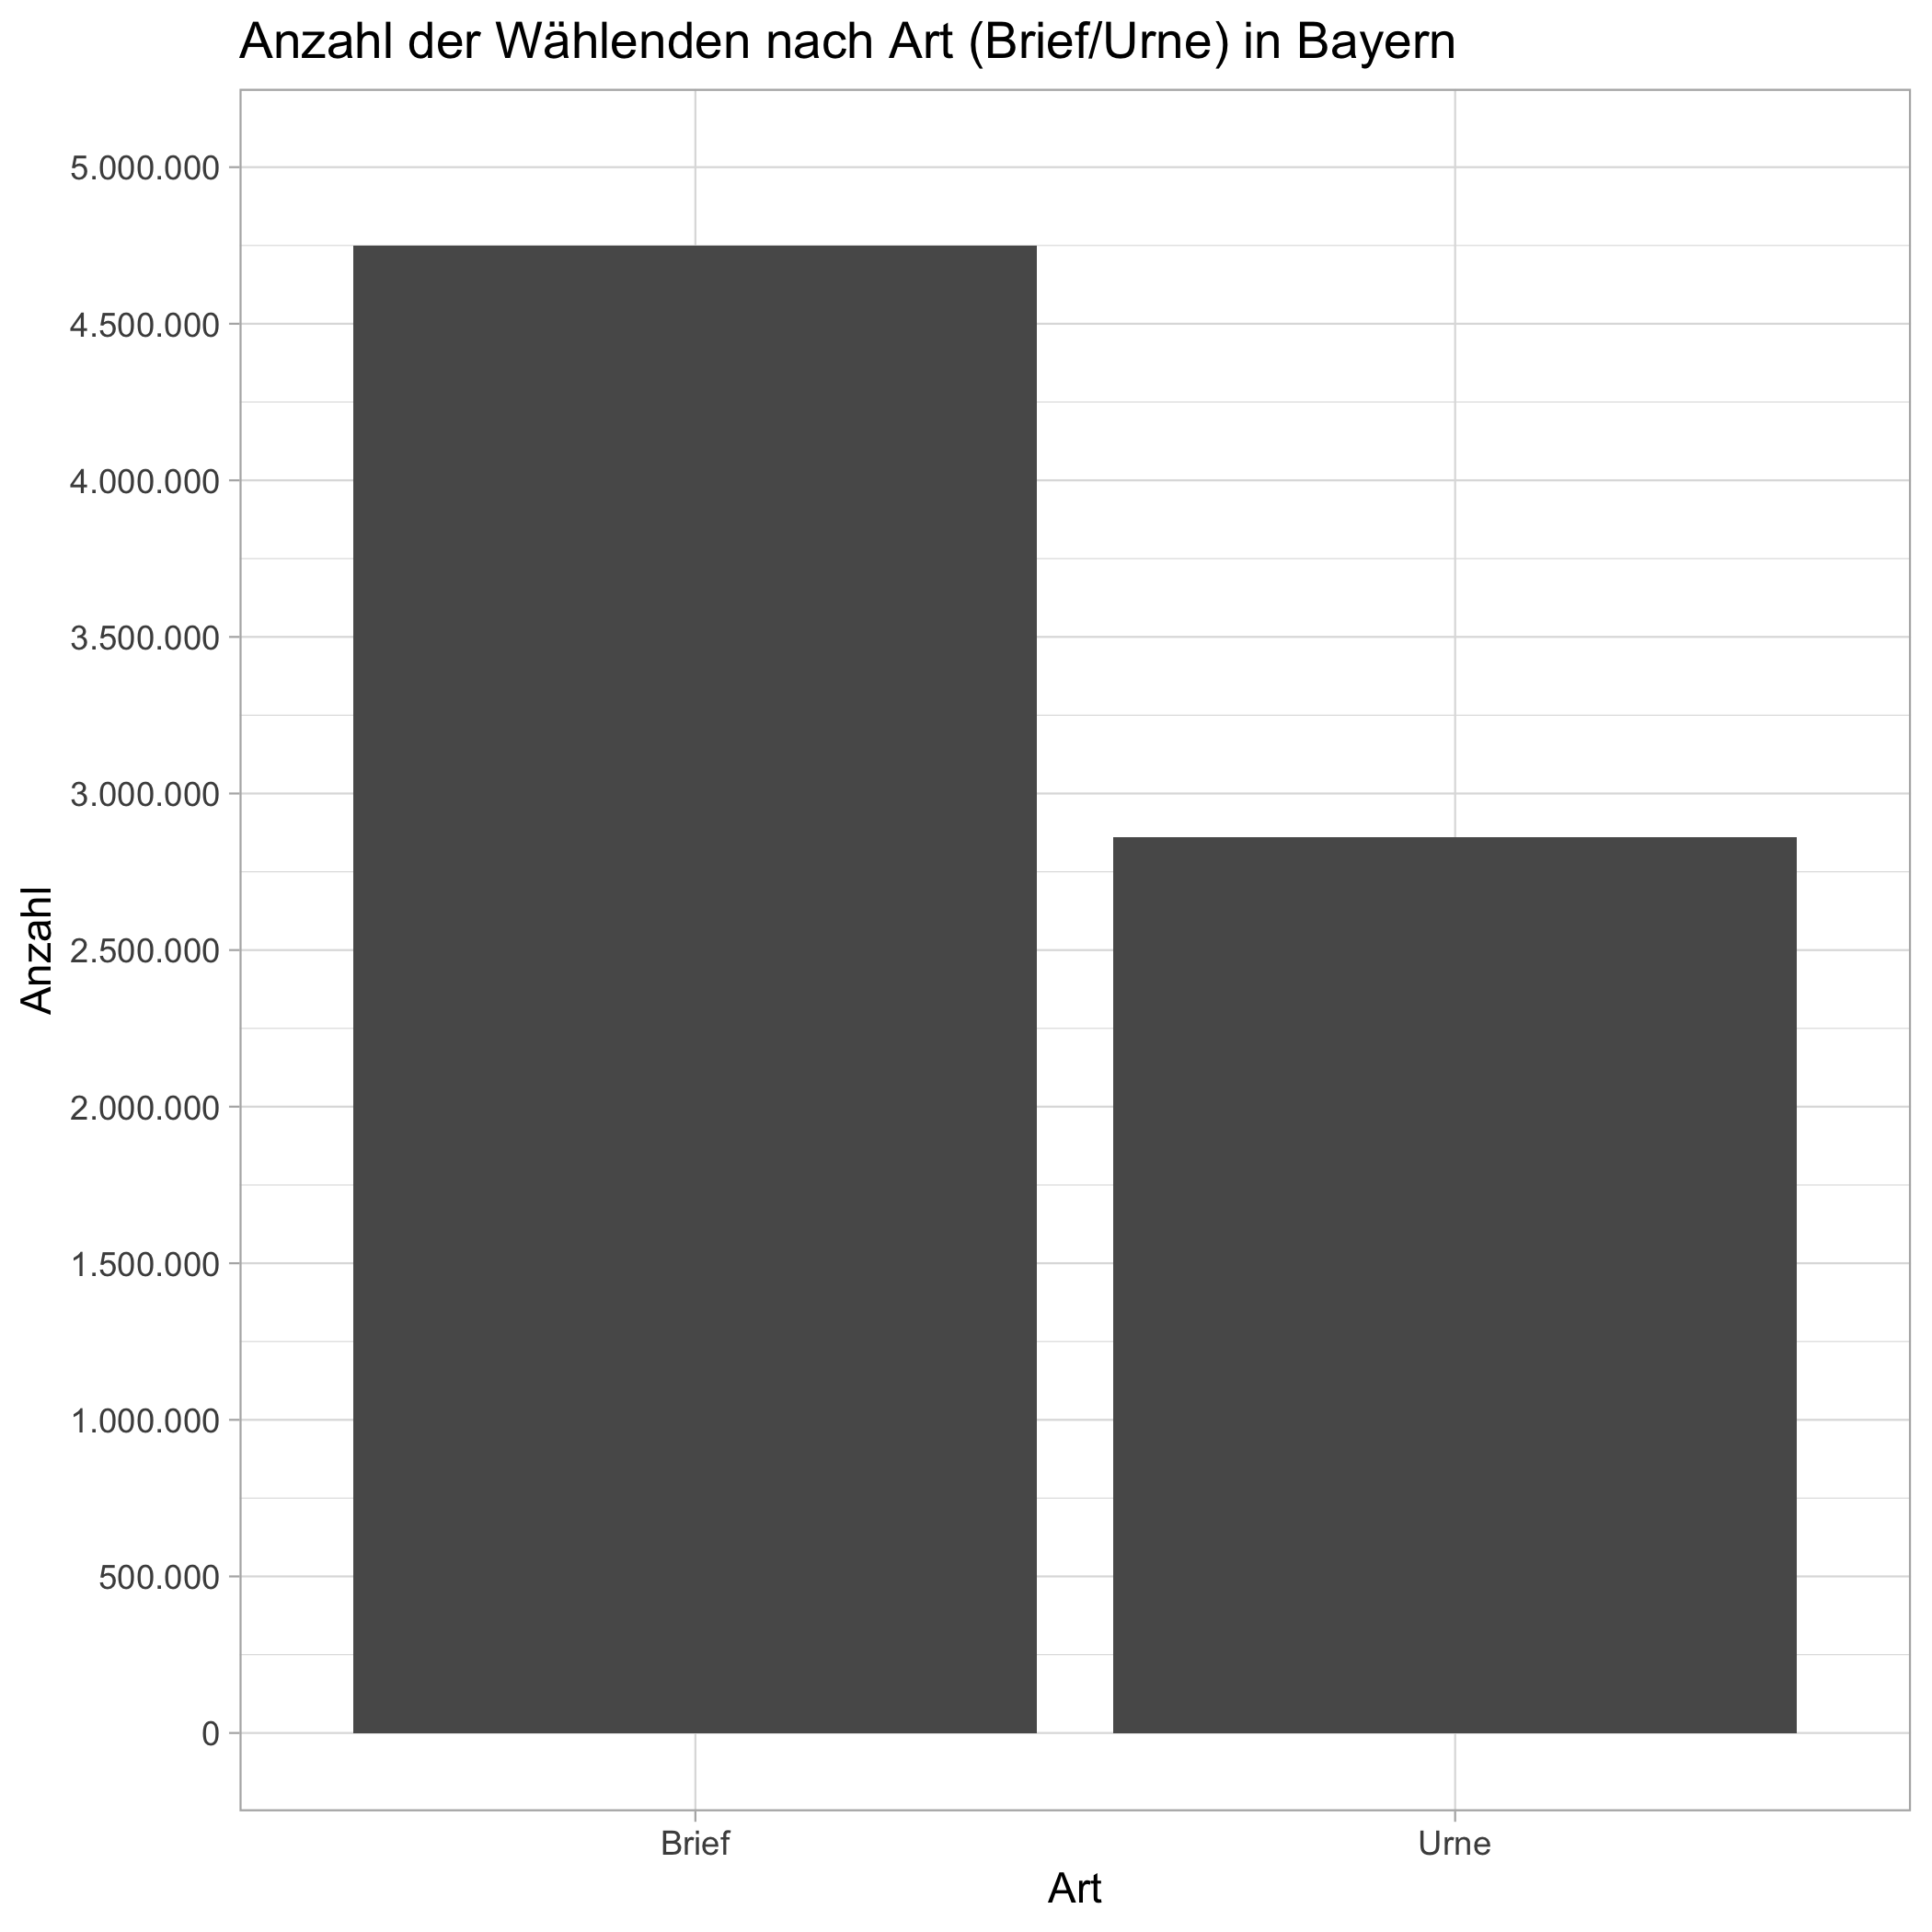 Anzahl der Wählenden nach Art (Brief/Urne) in Bayern
5.000.000
4.500.000
4.000.000
3.500.000
3.000.000
2.500.000
2.000.000
1.500.000
1.000.000
500.000
0
Anzahl
Brief
Urne
Art